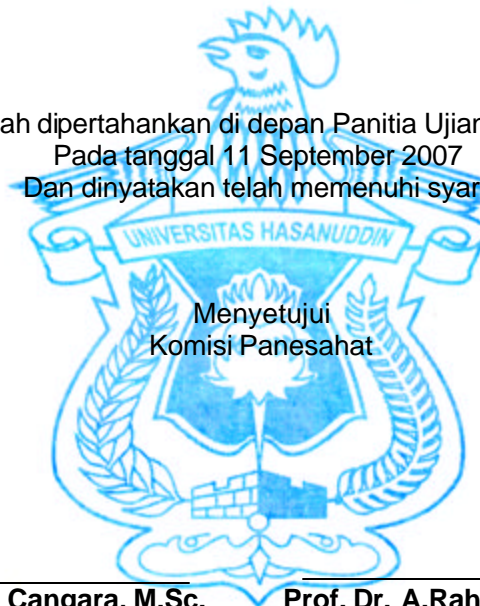 ah dipertahankan di depan Panitia Ujian
Pada tanggal 11 September 2007
Dan dinyatakan telah memenuhi syar
UNIVERSITAS HASANUDDIN
Menyetujui
Komisi Panesahat
Cangara, M.Sc. Prof. Dr. A.Rah